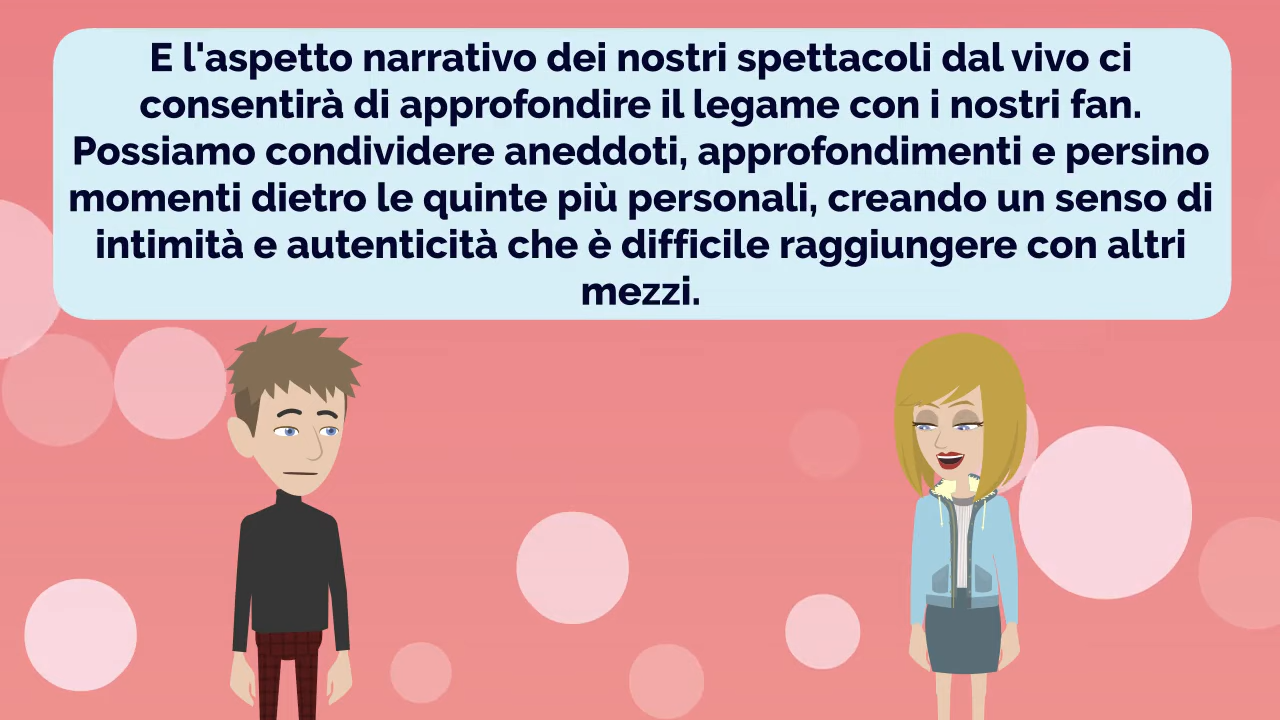 E l'aspetto narrativo dei nostri spettacoli dal vivo ci
consentirà di approfondire il legame con i nostri fan.
Possiamo condividere aneddoti, approfondimenti e persino
momenti dietro le quinte più personali, creando un senso di
intimità e autenticità che è difficile raggiungere con altri
mezzi.